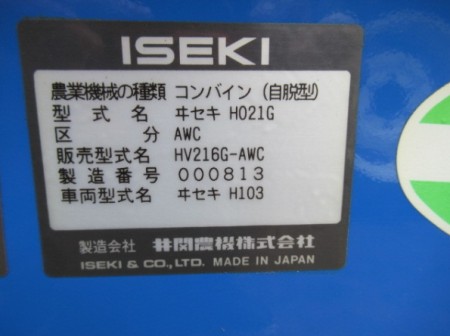 ISEKI
農業機械の種類 コンバイン (自脱型)
型式名 ヰセキ HO21G
区分 AWC
販売型式名 HV216G-AWC
製造番号 000813
車両型式名 ヰセキ H103
製造会社 井関農機株式会社
ISEKI & CO., LTD. MADE IN JAPAN